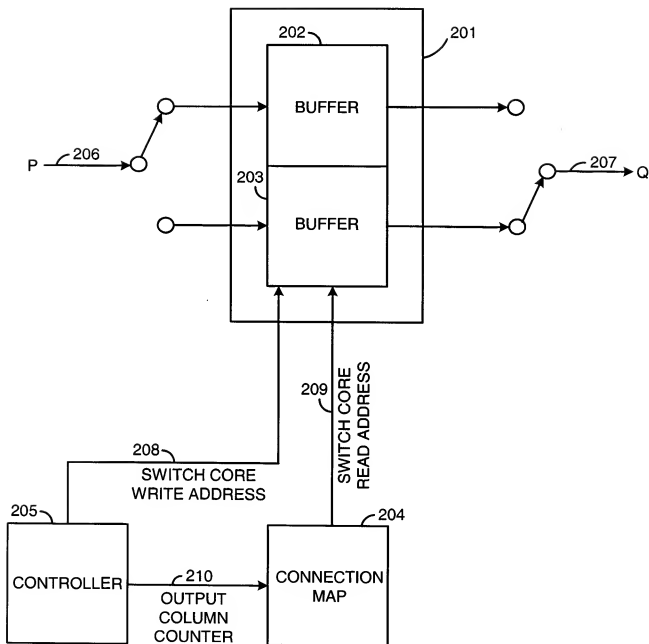 202
201
BUFFER
P
206
203
BUFFER
207
Q
209
SWITCH CORE
READ ADDRESS
208
SWITCH CORE
WRITE ADDRESS
205
204
CONTROLLER
210
OUTPUT
COLUMN
COUNTER
CONNECTION
MAP